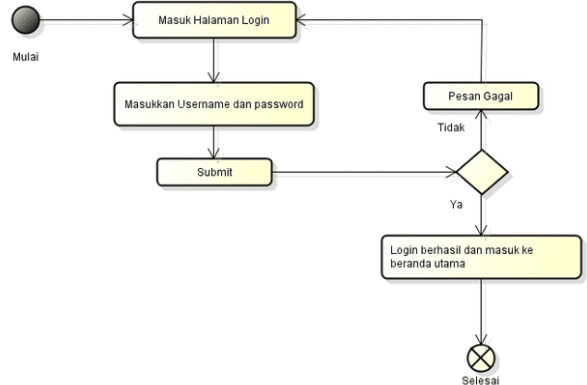 Masuk Halaman Login
Mulai
Masukkan Username dan password
Pesan Gagal
Tidak
Submit
Ya
Login berhasil dan masuk ke
beranda utama
Selesai